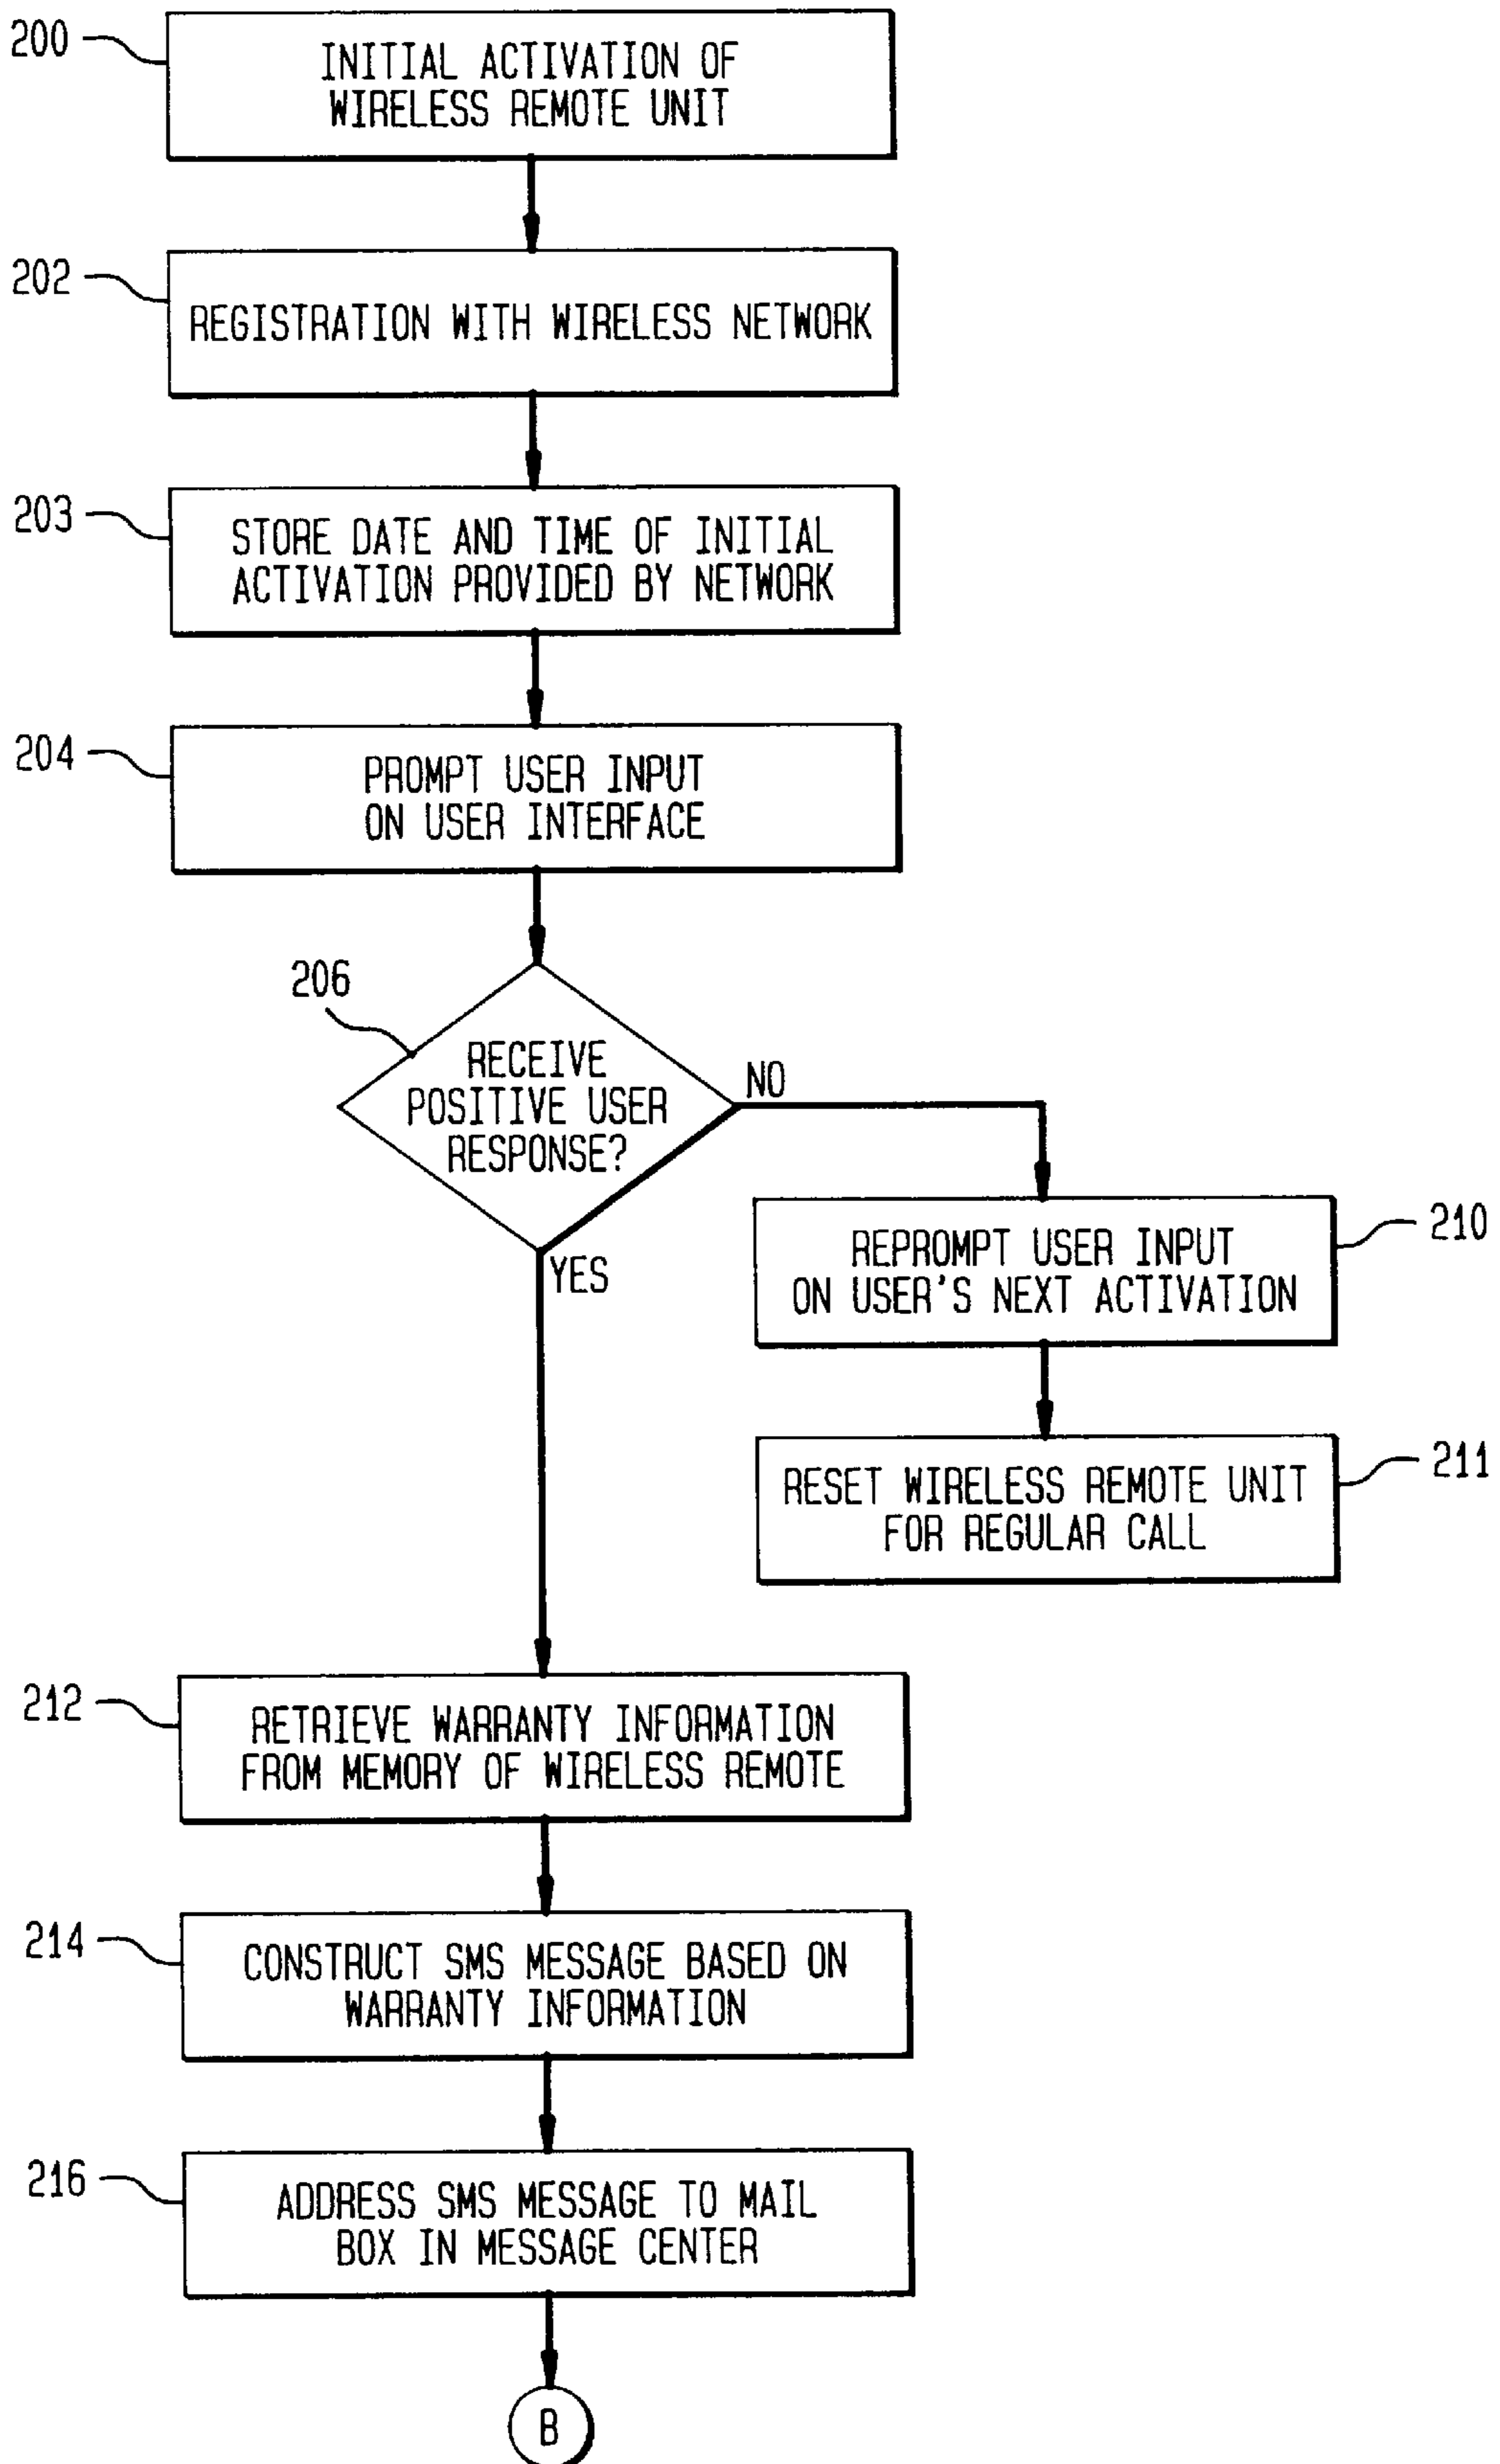 200
INITIAL ACTIVATION OF
WIRELESS REMOTE UNIT
202
REGISTRATION WITH WIRELESS NETWORK
203
STORE DATE AND TIME OF INITIAL
ACTIVATION PROVIDED BY NETWORK
204
PROMPT USER INPUT
ON USER INTERFACE
206
RECEIVE
POSITIVE USER
RESPONSE?
NO
YES
210
REPROMPT USER INPUT
ON USER'S NEXT ACTIVATION
211
RESET WIRELESS REMOTE UNIT
FOR REGULAR CALL
212
RETRIEVE WARRANTY INFORMATION
FROM MEMORY OF WIRELESS REMOTE
214
CONSTRUCT SMS MESSAGE BASED ON
WARRANTY INFORMATION
216
ADDRESS SMS MESSAGE TO MAIL
BOX IN MESSAGE CENTER
B